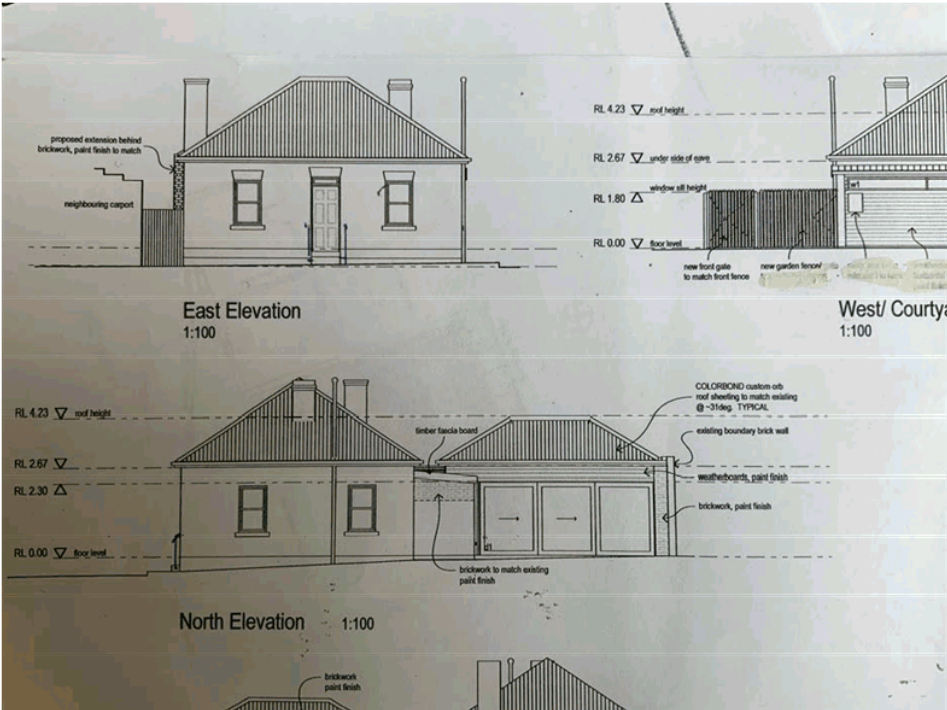 proposed extension behind
brickwork, paint finish to match
neighbouring carport
East Elevation
1:100
RL 4.23 roof height
RL 2.67 under side of eave
window sill height
RL 1.80
RL 0.00 floor level
w1
new front gate
to match front fence
new garden fence/
West/ Courtya
1:100
RL 4.23 roof height
RL 2.67
RL 2.30
RL 0.00 floor level
timber fascia board
COLORBOND custom orb
roof sheeting to match existing
@ ~31deg. TYPICAL
existing boundary brick wall
weatherboards, paint finish
brickwork, paint finish
d1
brickwork to match existing
paint finish
North Elevation 1:100
brickwork
paint finish